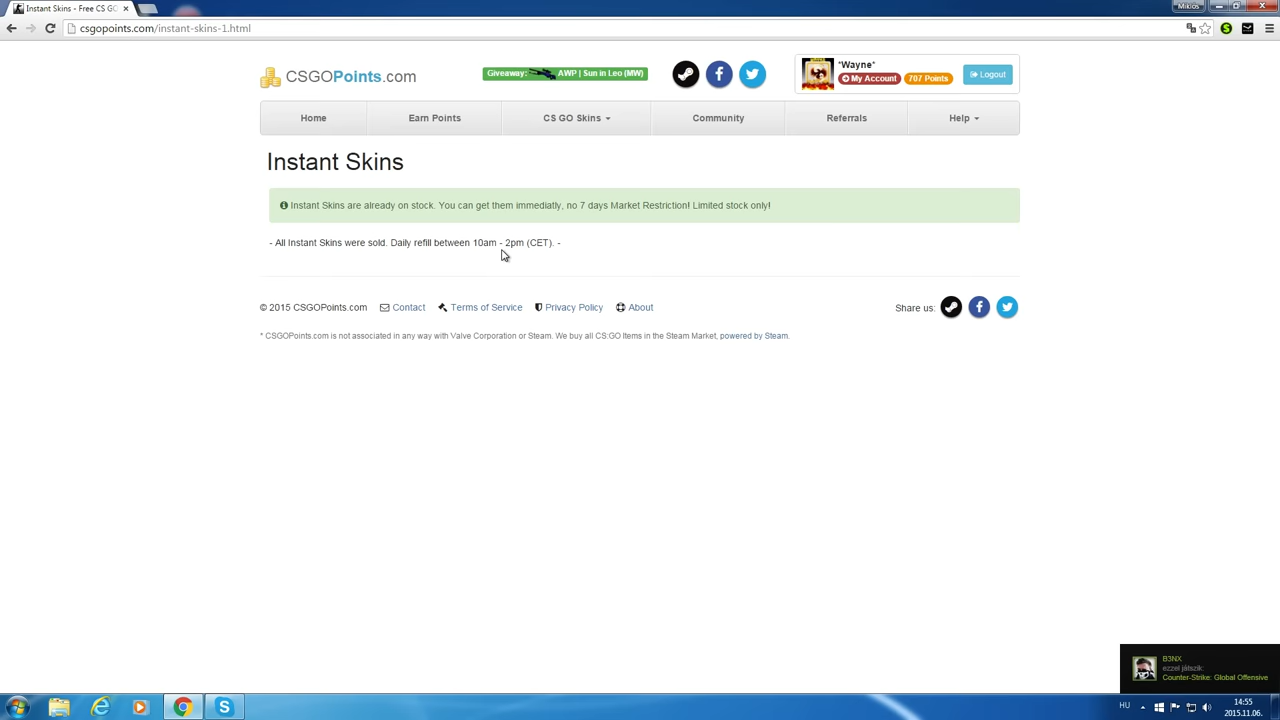 Instant Skins - Free CS GO
Miklós
csgopoints.com/instant-skins-1.html
CSGOPoints.com
Giveaway: AWP | Sun in Leo (MW)
*Wayne*
My Account 707 Points
Logout
Home Earn Points CS GO Skins Community Referrals Help
Instant Skins
Instant Skins are already on stock. You can get them immediatly, no 7 days Market Restriction! Limited stock only!
- All Instant Skins were sold. Daily refill between 10am - 2pm (CET). -
© 2015 CSGOPoints.com Contact Terms of Service Privacy Policy About Share us:
* CSGOPoints.com is not associated in any way with Valve Corporation or Steam. We buy all CS:GO Items in the Steam Market, powered by Steam.
B3NX
ezzel játszik:
Counter-Strike: Global Offensive
HU
14:55
2015.11.06.